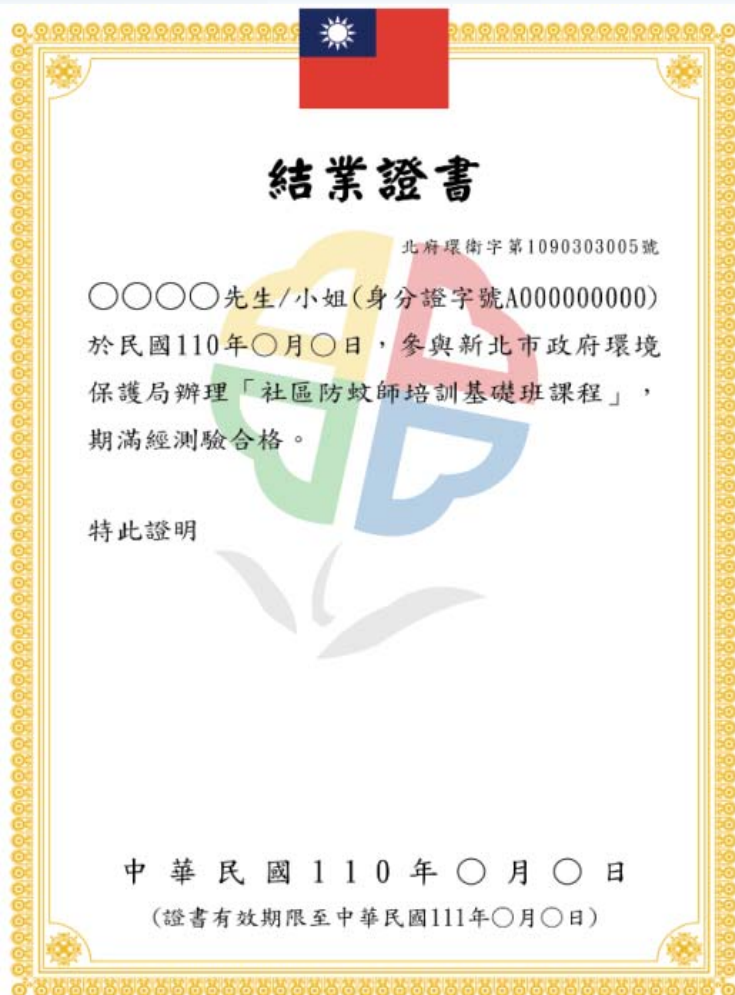 結業證書
北府環衛字第1090303005號
○○○○先生/小姐(身分證字號A000000000)
於民國110年○月○日，參與新北市政府環境
保護局辦理「社區防蚊師培訓基礎班課程」，
期滿經測驗合格。
特此證明
中華民國110年○月○日
(證書有效期限至中華民國111年○月○日)